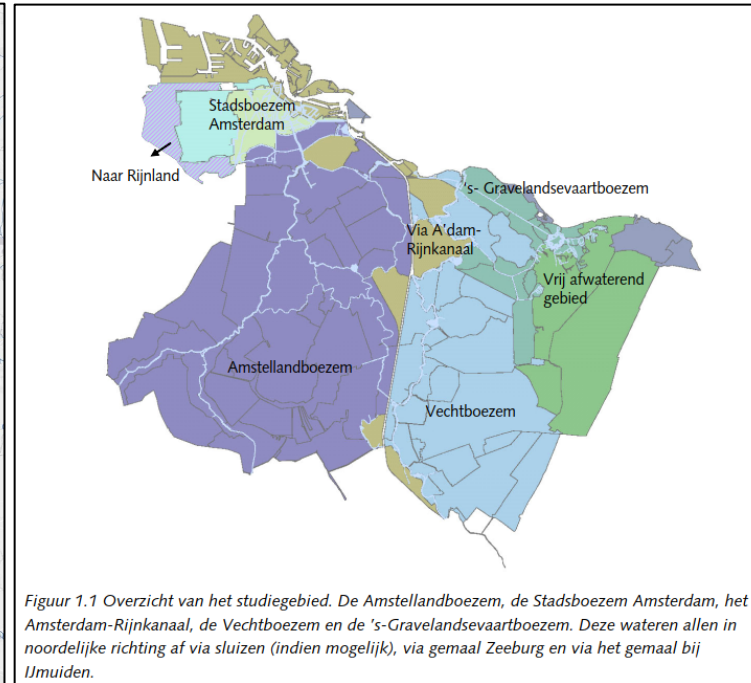 Stadsboezem
Amsterdam
Naar Rijnland
's- Gravelandsevaartboezem
Via A'dam-
Rijnkanaal
Vrij afwaterend
gebied
Amstellandboezem
Vechtboezem
Figuur 1.1 Overzicht van het studiegebied. De Amstellandboezem, de Stadsboezem Amsterdam, het
Amsterdam-Rijnkanaal, de Vechtboezem en de 's-Gravelandsevaartboezem. Deze wateren allen in
noordelijke richting af via sluizen (indien mogelijk), via gemaal Zeeburg en via het gemaal bij
IJmuiden.